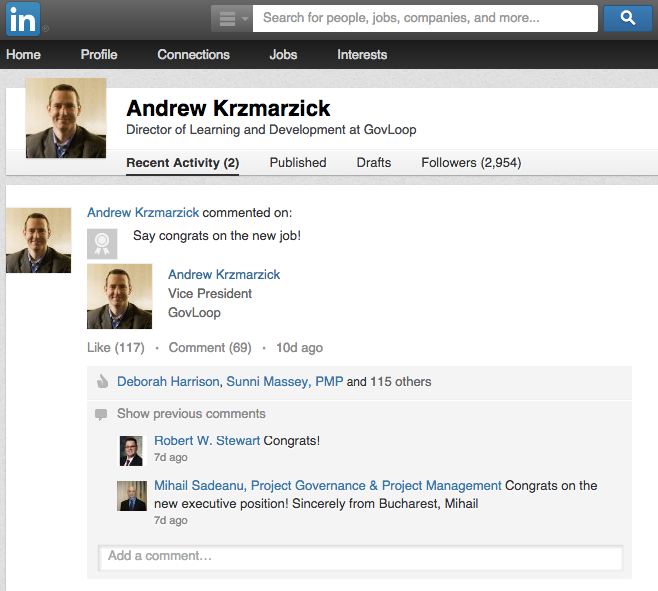 in ®
Search for people, jobs, companies, and more...
Home Profile Connections Jobs Interests
Andrew Krzmarzick
Director of Learning and Development at GovLoop
Recent Activity (2) Published Drafts Followers (2,954)
Andrew Krzmarzick commented on:
Say congrats on the new job!
Andrew Krzmarzick
Vice President
GovLoop
Like (117) • Comment (69) • 10d ago
Deborah Harrison, Sunni Massey, PMP and 115 others
Show previous comments
Robert W. Stewart Congrats!
7d ago
Mihail Sadeanu, Project Governance & Project Management Congrats on the
new executive position! Sincerely from Bucharest, Mihail
7d ago
Add a comment...